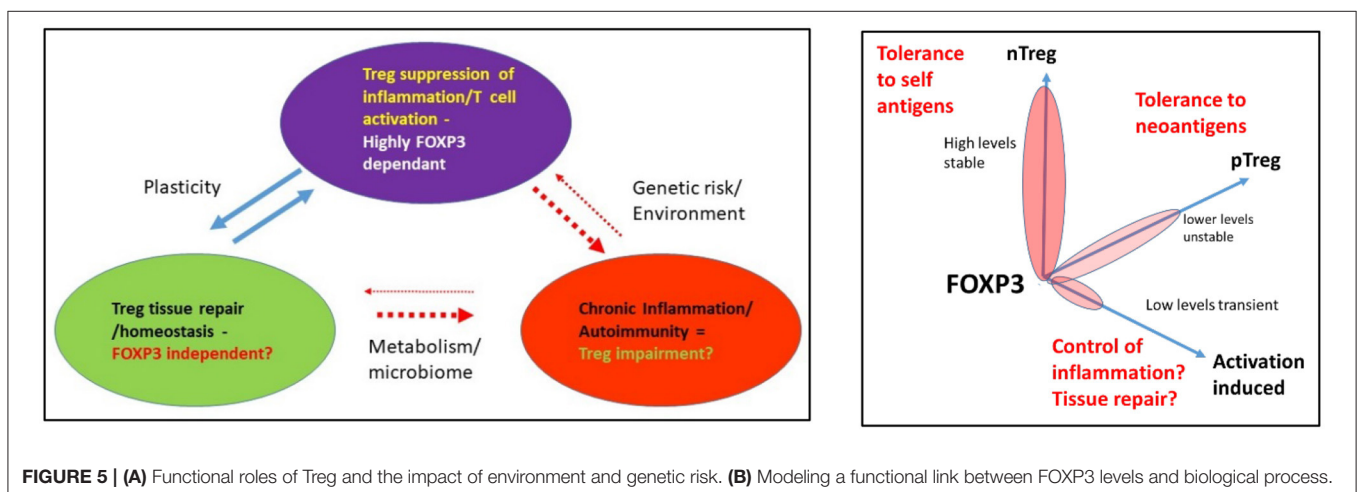 Treg suppression of
inflammation/T cell
activation -
Highly FOXP3
dependant
Plasticity
Genetic risk/
Environment
Treg tissue repair
/homeostasis -
FOXP3 independent?
Metabolism/
microbiome
Chronic Inflammation/
Autoimmunity =
Treg impairment?
Tolerance
to self
antigens
nTreg
Tolerance to
neoantigens
High levels
stable
pTreg
lower levels
unstable
FOXP3
Low levels transient
Control of
inflammation?
Tissue repair?
Activation
induced
FIGURE 5 | (A) Functional roles of Treg and the impact of environment and genetic risk. (B) Modeling a functional link between FOXP3 levels and biological process.